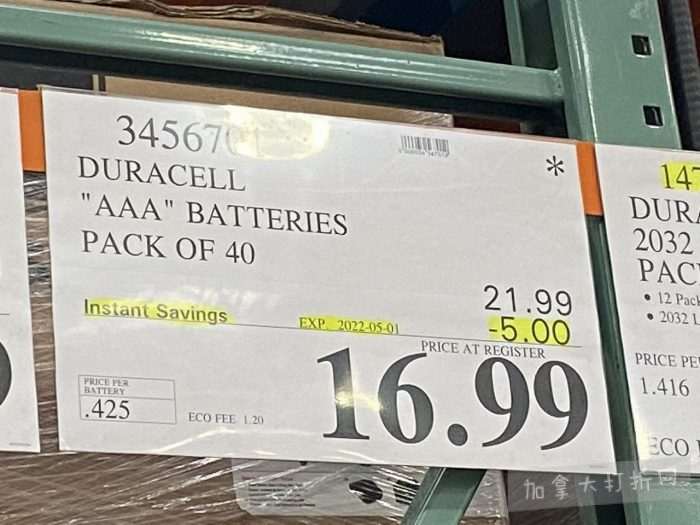 DURACELL
"AAA" BATTERIES
PACK OF 40
*
21.99
Instant Savings
EXP. 2022-05-01
-5.00
PRICE AT REGISTER
16.99
PRICE PER
BATTERY
.425
ECO FEE 1.20
147
DURA
2032
PAC
• 12 Pack
• 2032 L
PRICE PE
1.416
ECO
加拿大打折网